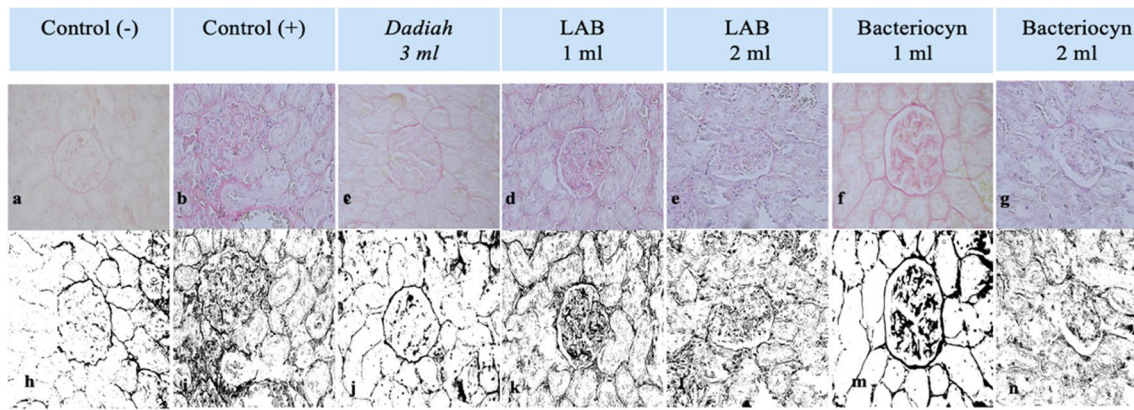 Control (-)
Control (+)
Dadiah
3 ml
LAB
1 ml
LAB
2 ml
Bacteriocyn
1 ml
Bacteriocyn
2 ml
a
b
c
d
e
f
g
h
i
j
k
l
m
n